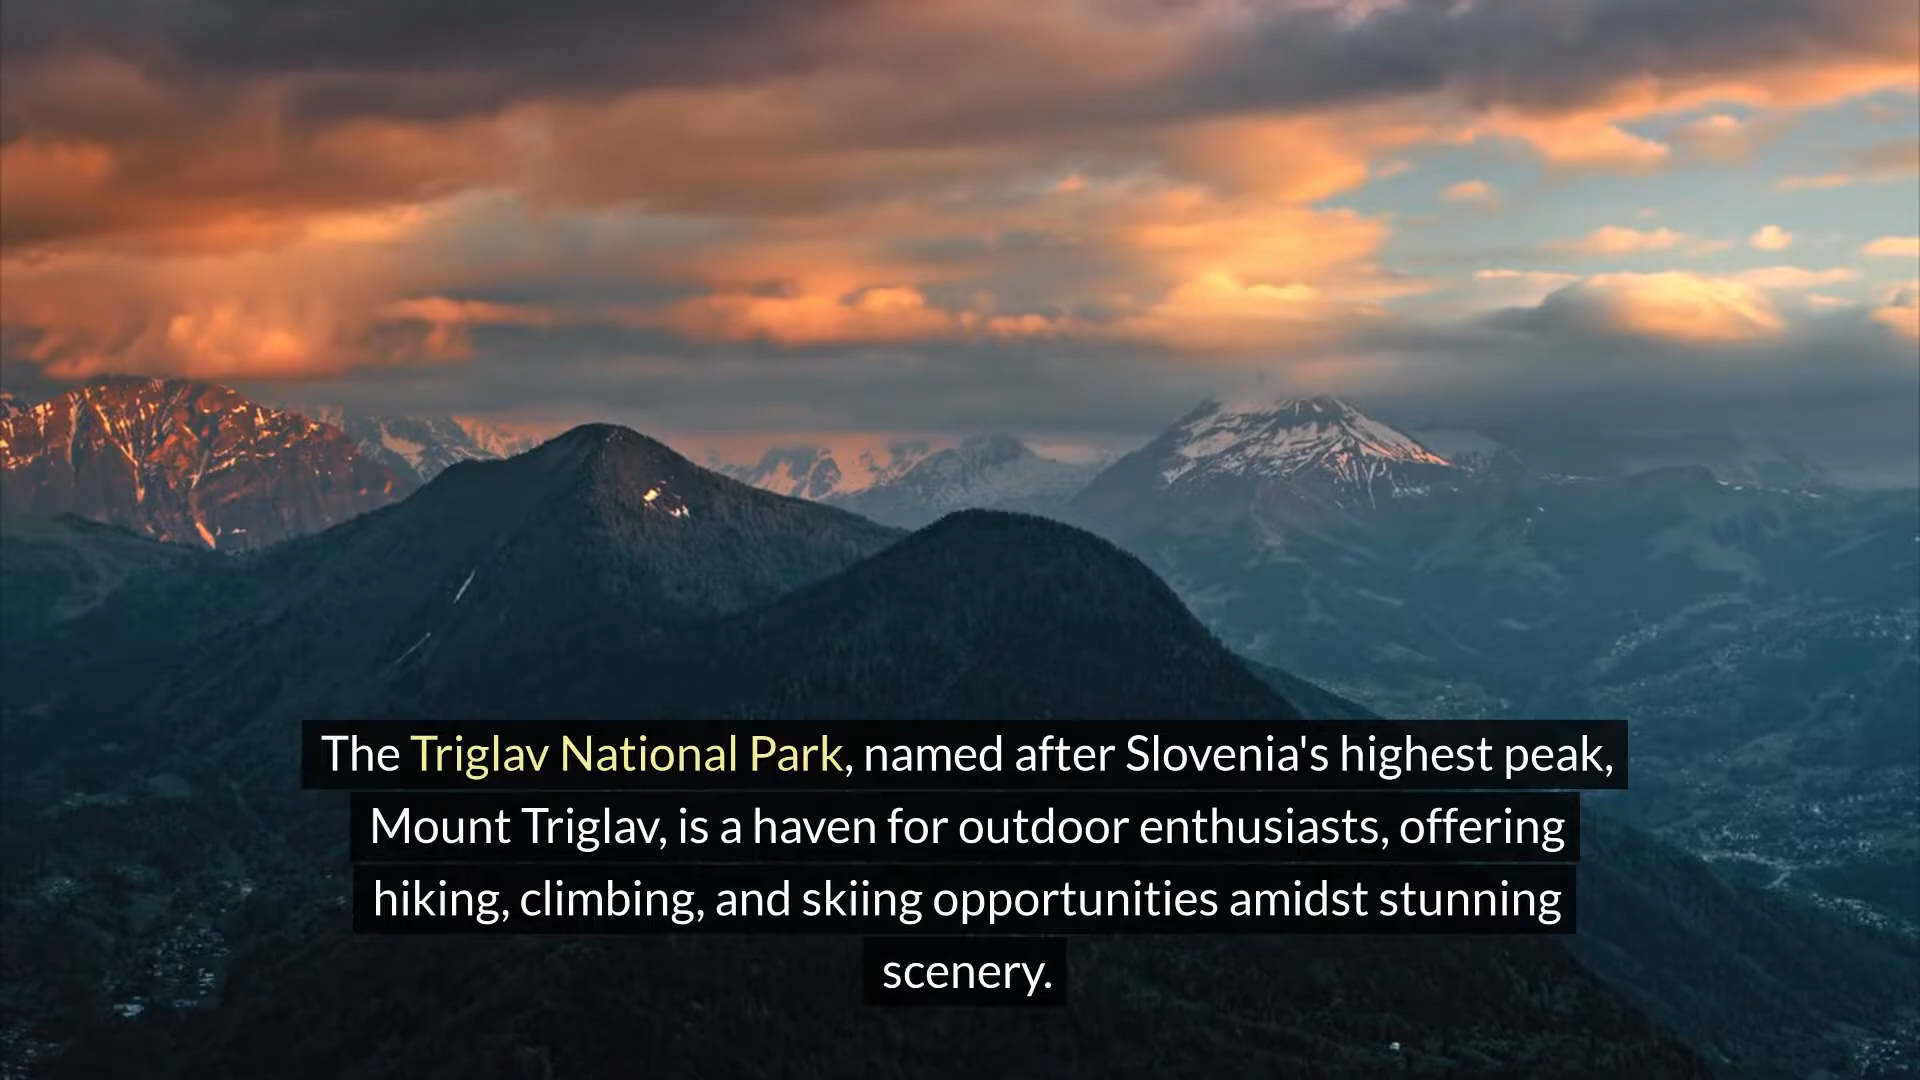 The Triglav National Park, named after Slovenia's highest peak,
Mount Triglav, is a haven for outdoor enthusiasts, offering
hiking, climbing, and skiing opportunities amidst stunning
scenery.